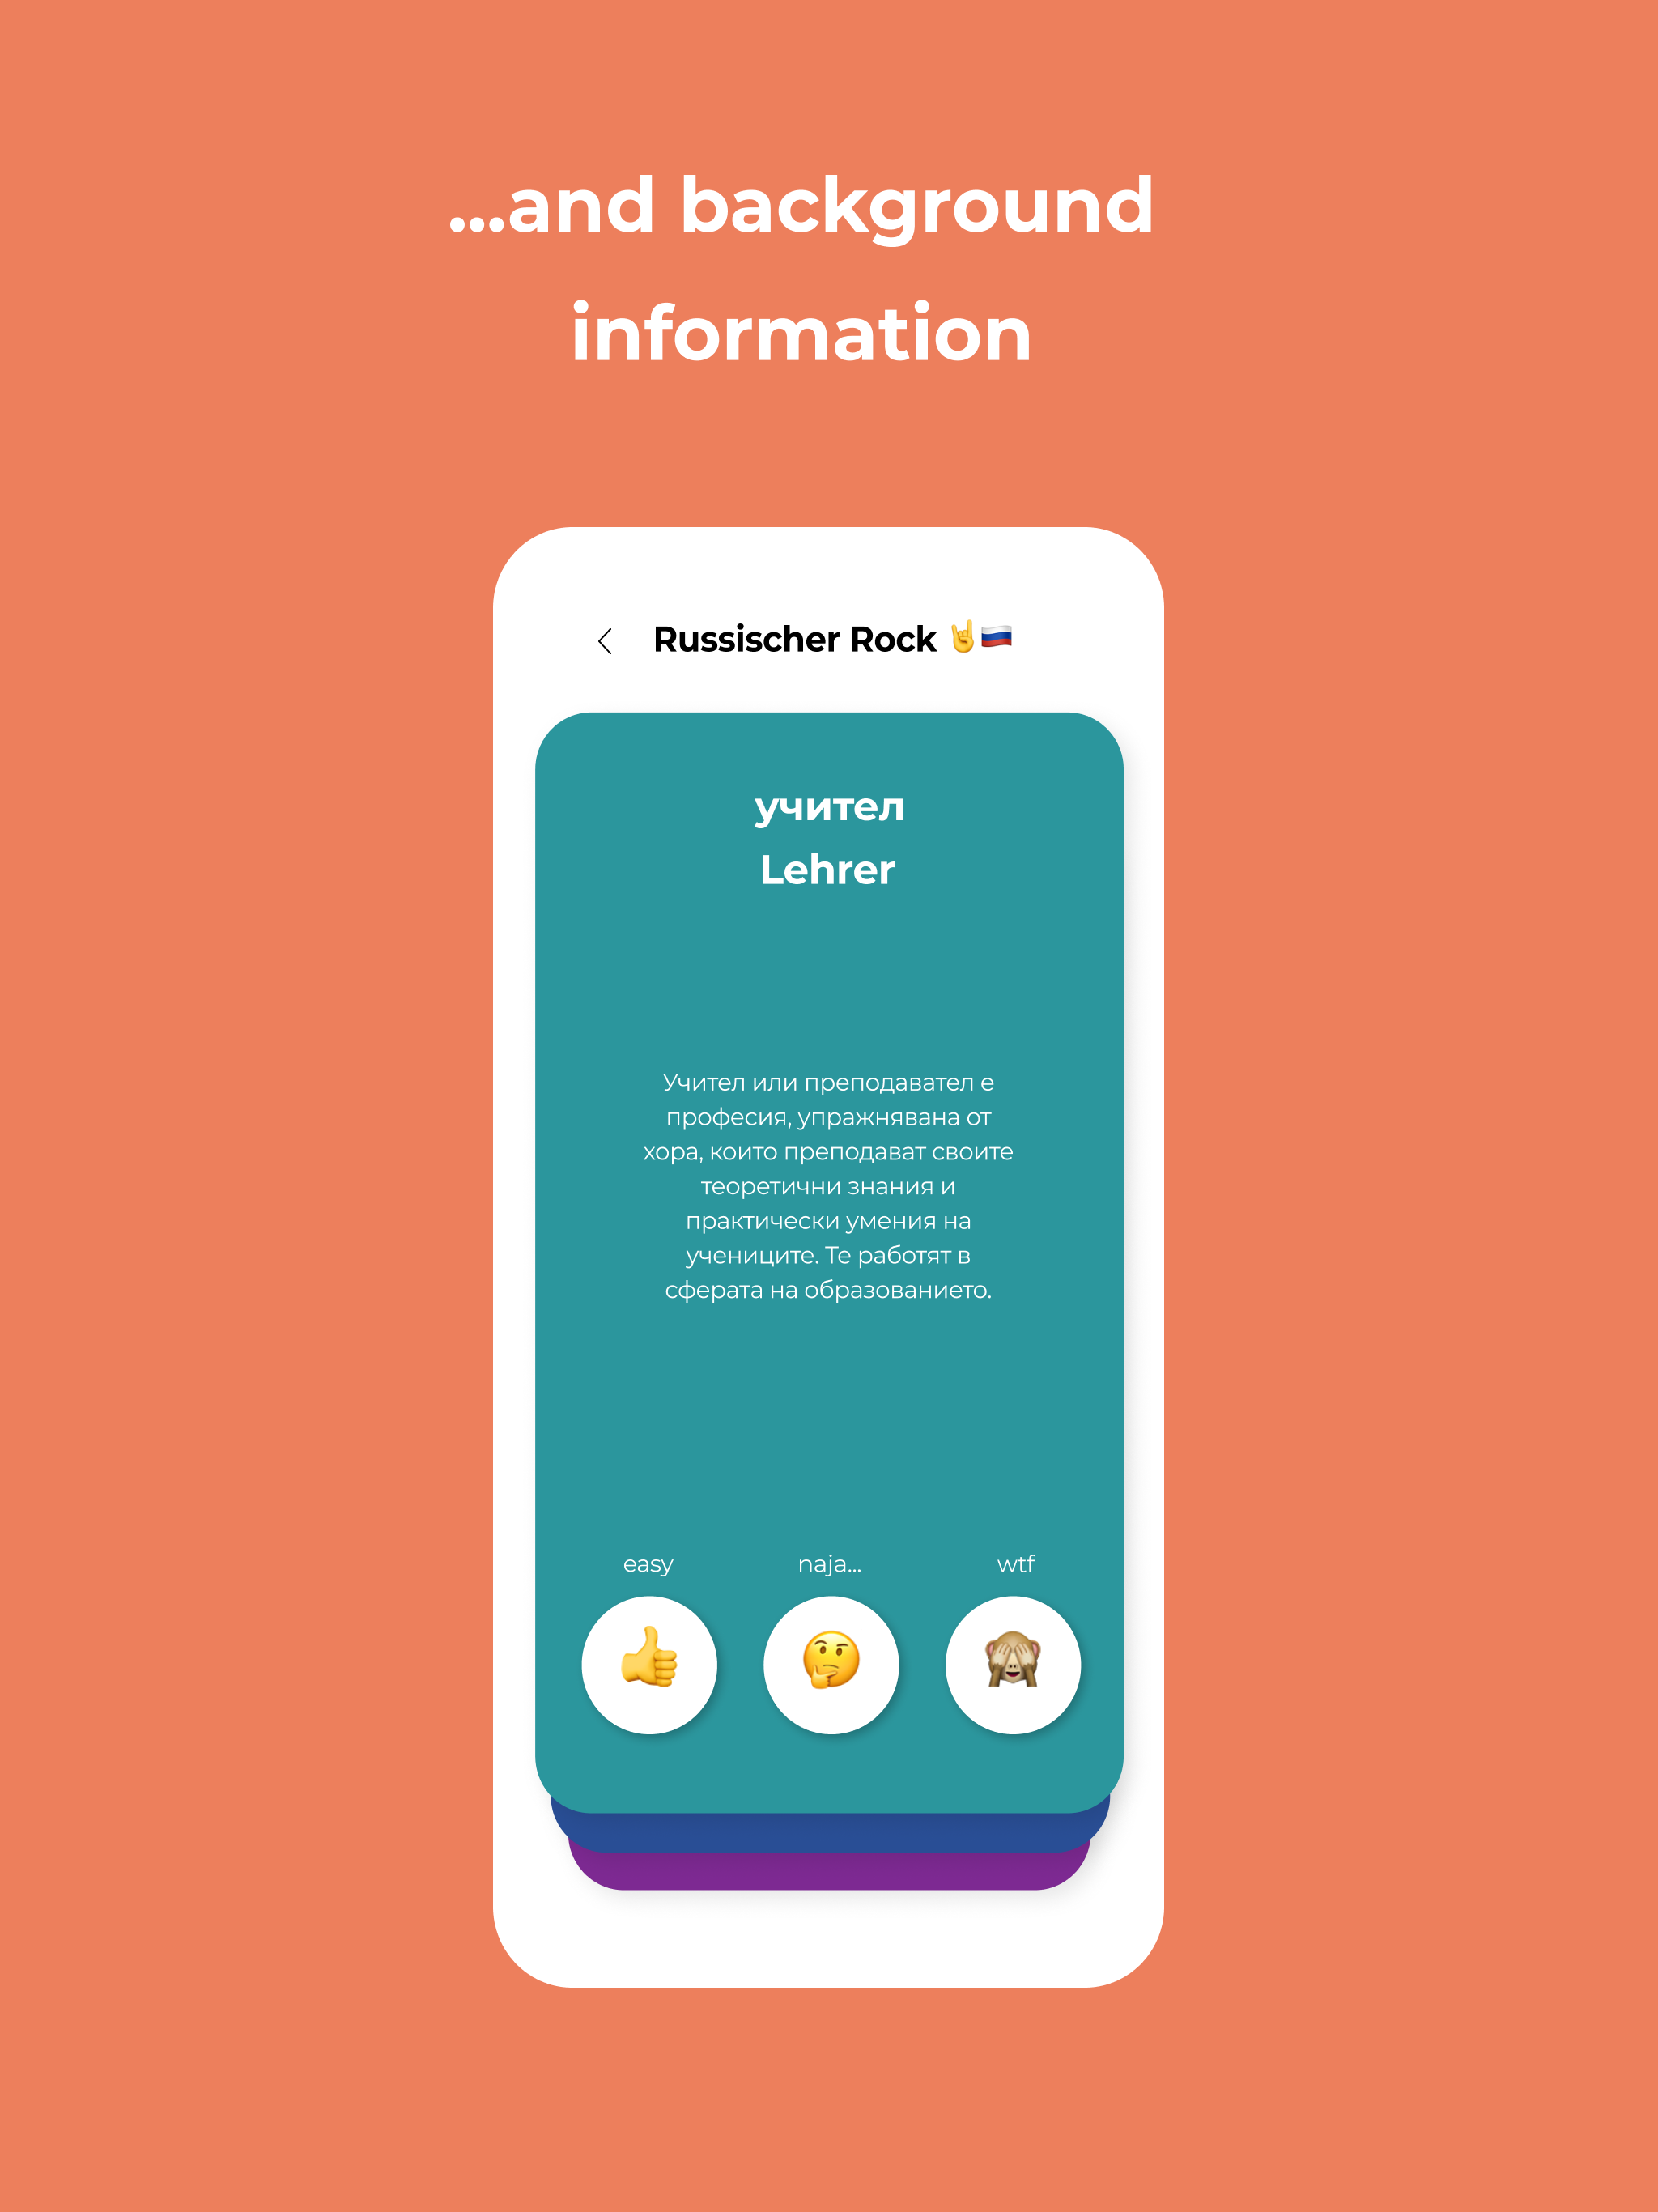 ...and background
information
Russischer Rock 🤘🇷🇺
учител
Lehrer
Учител или преподавател е
професия, упражнявана от
хора, които преподават своите
теоретични знания и
практически умения на
учениците. Те работят в
сферата на образованието.
easy naja... wtf